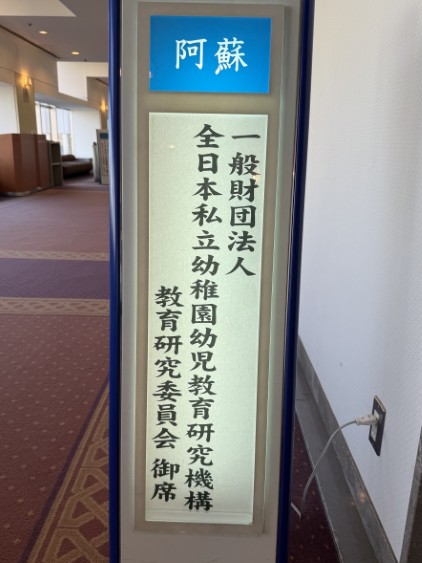 阿蘇
一般財団法人
全日本私立幼稚園幼児教育研究機構
教育研究委員会 御席